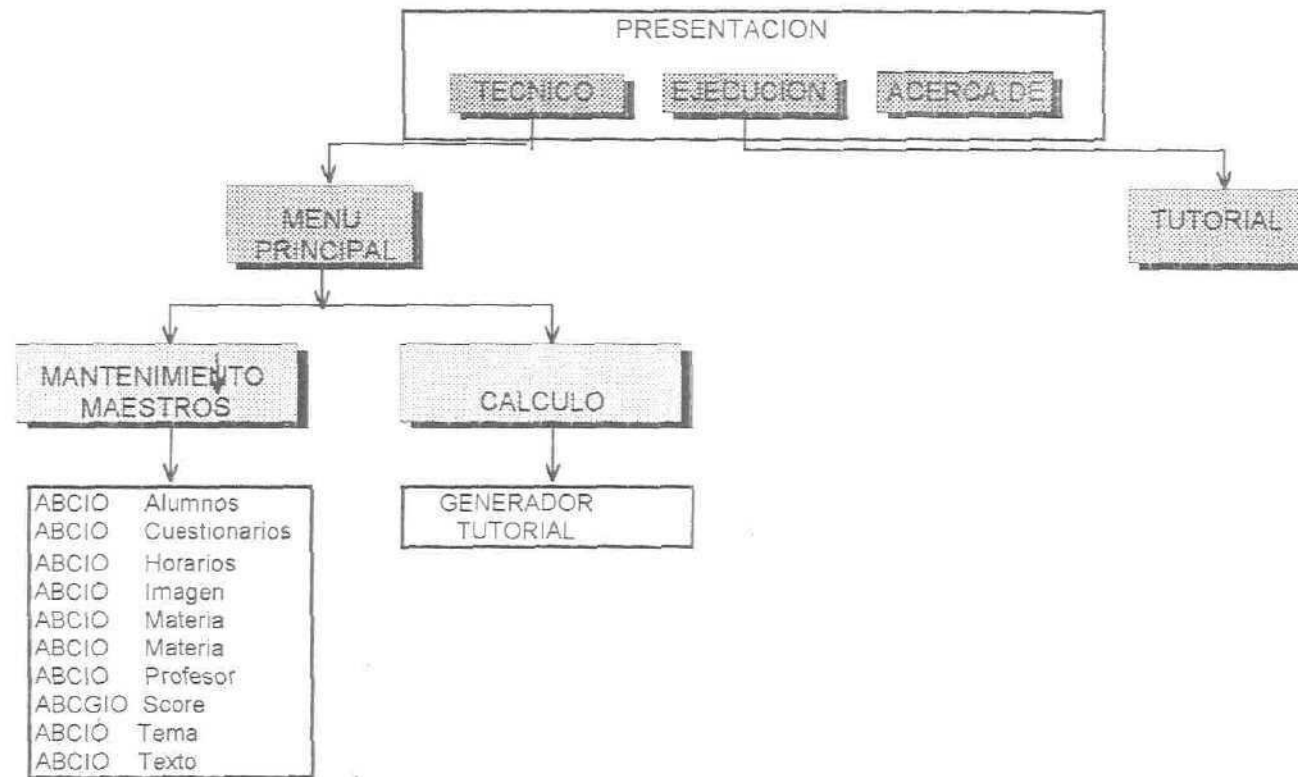 PRESENTACION
TECNICO EJECUCION ACERCA DE
MENU
PRINCIPAL
TUTORIAL
MANTENIMIENTO
MAESTROS
CALCULO
ABCIO Alumnos
ABCIO Cuestionarios
ABCIO Horarios
ABCIO Imagen
ABCIO Materia
ABCIO Materia
ABCIO Profesor
ABCGIO Score
ABCIO Tema
ABCIO Texto
GENERADOR
TUTORIAL